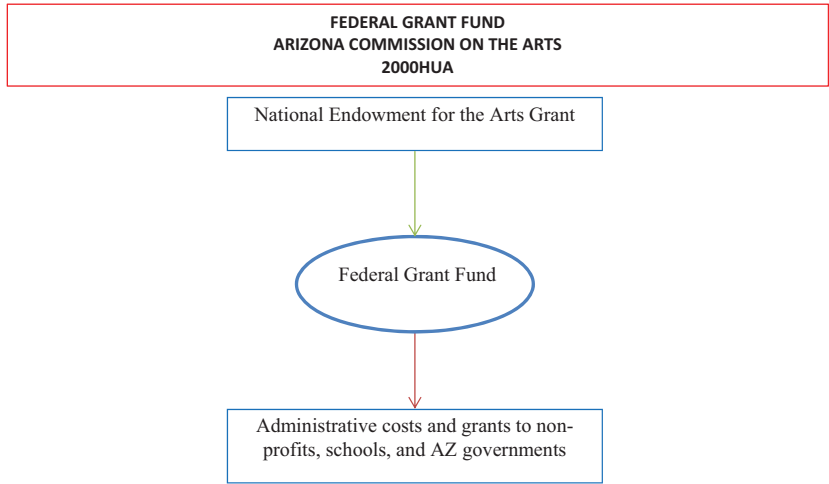 FEDERAL GRANT FUND
ARIZONA COMMISSION ON THE ARTS
2000HUA
National Endowment for the Arts Grant
Federal Grant Fund
Administrative costs and grants to non-
profits, schools, and AZ governments